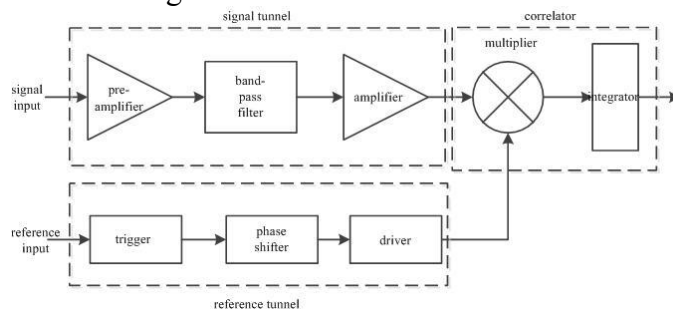 signal tunnel
correlator
multiplier
signal
input
pre-
amplifier
band-
pass
filter
amplifier
integrator
reference
input
trigger
phase
shifter
driver
reference tunnel